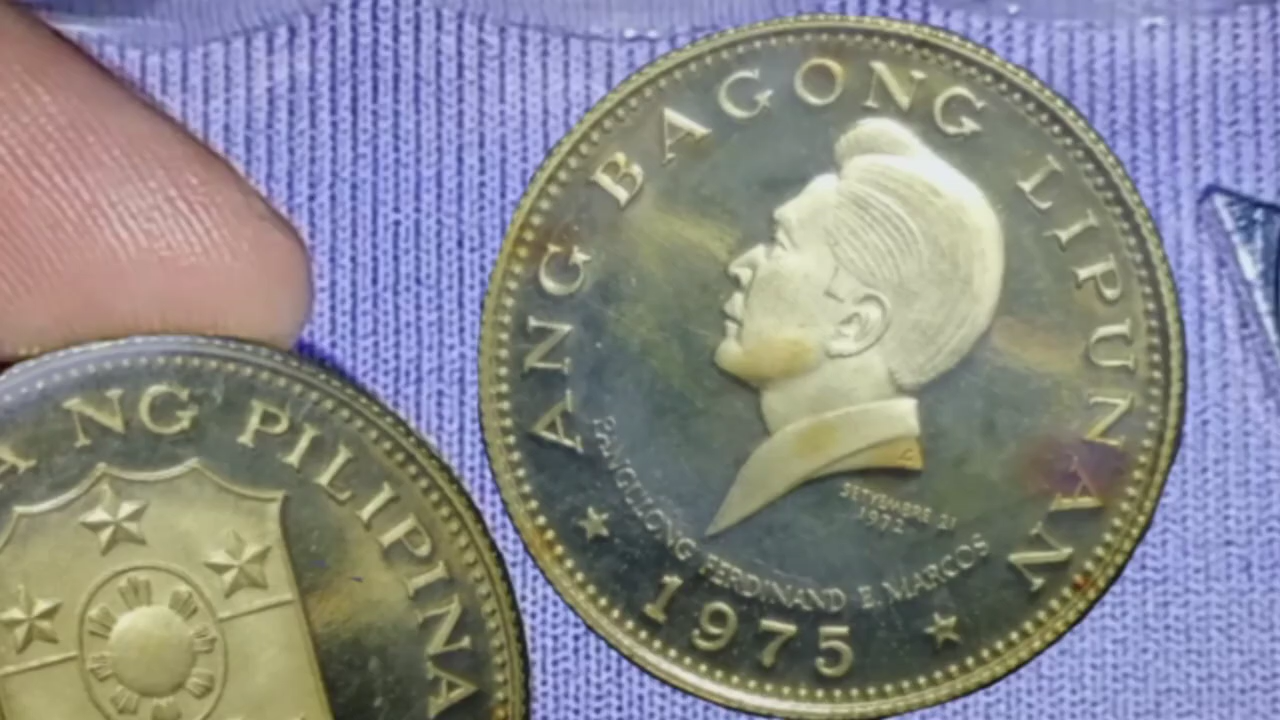 ANG BAGONG LIPUNAN
PANGULONG FERDINAND E. MARCOS
SETYEMBRE 21
1972
1975
NG PILIPINA